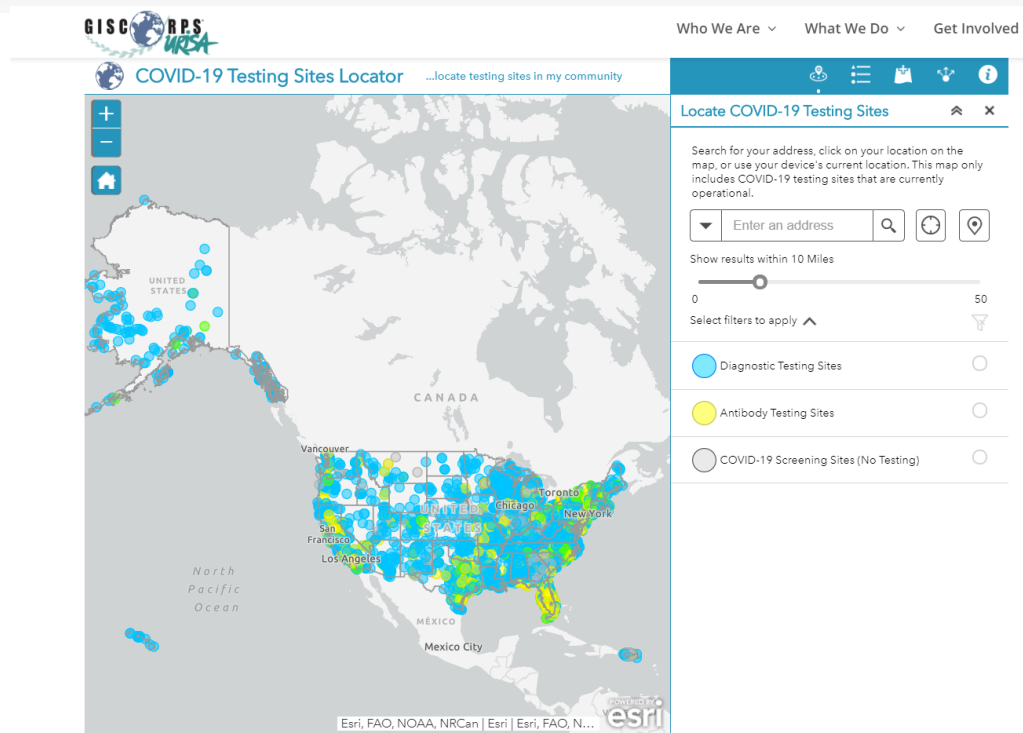 GISCORPS
URISA
Who We Are
What We Do
Get Involved
COVID-19 Testing Sites Locator
...locate testing sites in my community
Locate COVID-19 Testing Sites
Search for your address, click on your location on the
map, or use your device's current location. This map only
includes COVID-19 testing sites that are currently
operational.
Enter an address
Show results within 10 Miles
0
50
Select filters to apply
Diagnostic Testing Sites
Antibody Testing Sites
COVID-19 Screening Sites (No Testing)
UNITED
STATES
CANADA
Vancouver
Toronto
Chicago
New York
UNITED
STATES
San
Francisco
Los Angeles
North
Pacific
Ocean
MÉXICO
Mexico City
POWERED BY
esri
Esri, FAO, NOAA, NRCan | Esri | Esri, FAO, N...